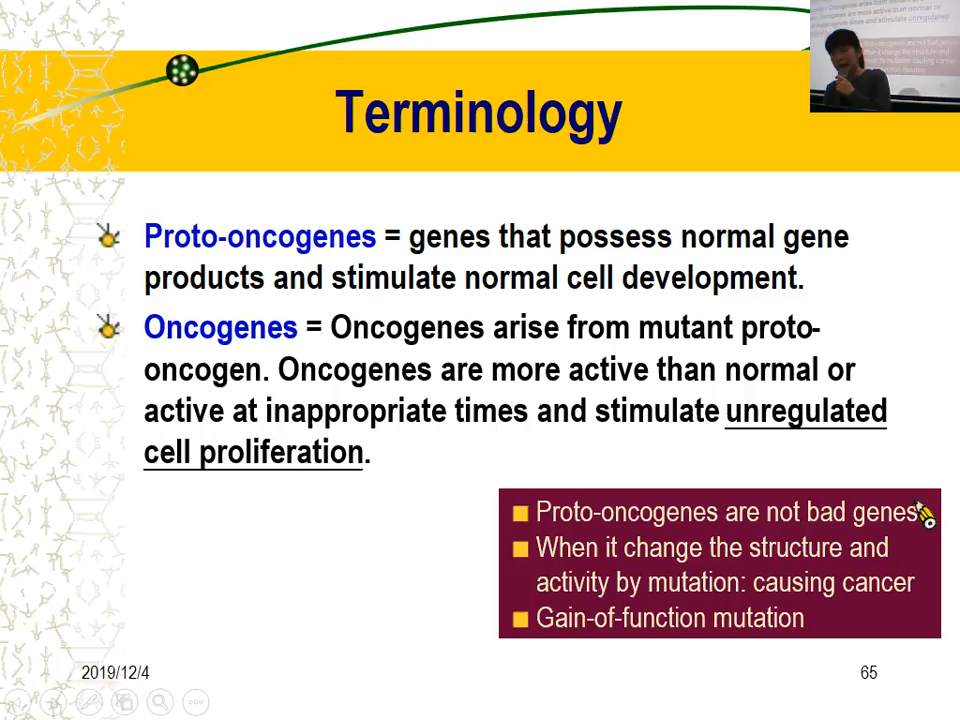 Terminology
Proto-oncogenes = genes that possess normal gene
products and stimulate normal cell development.
Oncogenes = Oncogenes arise from mutant proto-
oncogen. Oncogenes are more active than normal or
active at inappropriate times and stimulate unregulated
cell proliferation.
Proto-oncogenes are not bad genes
When it change the structure and
activity by mutation: causing cancer
Gain-of-function mutation
2019/12/4
65